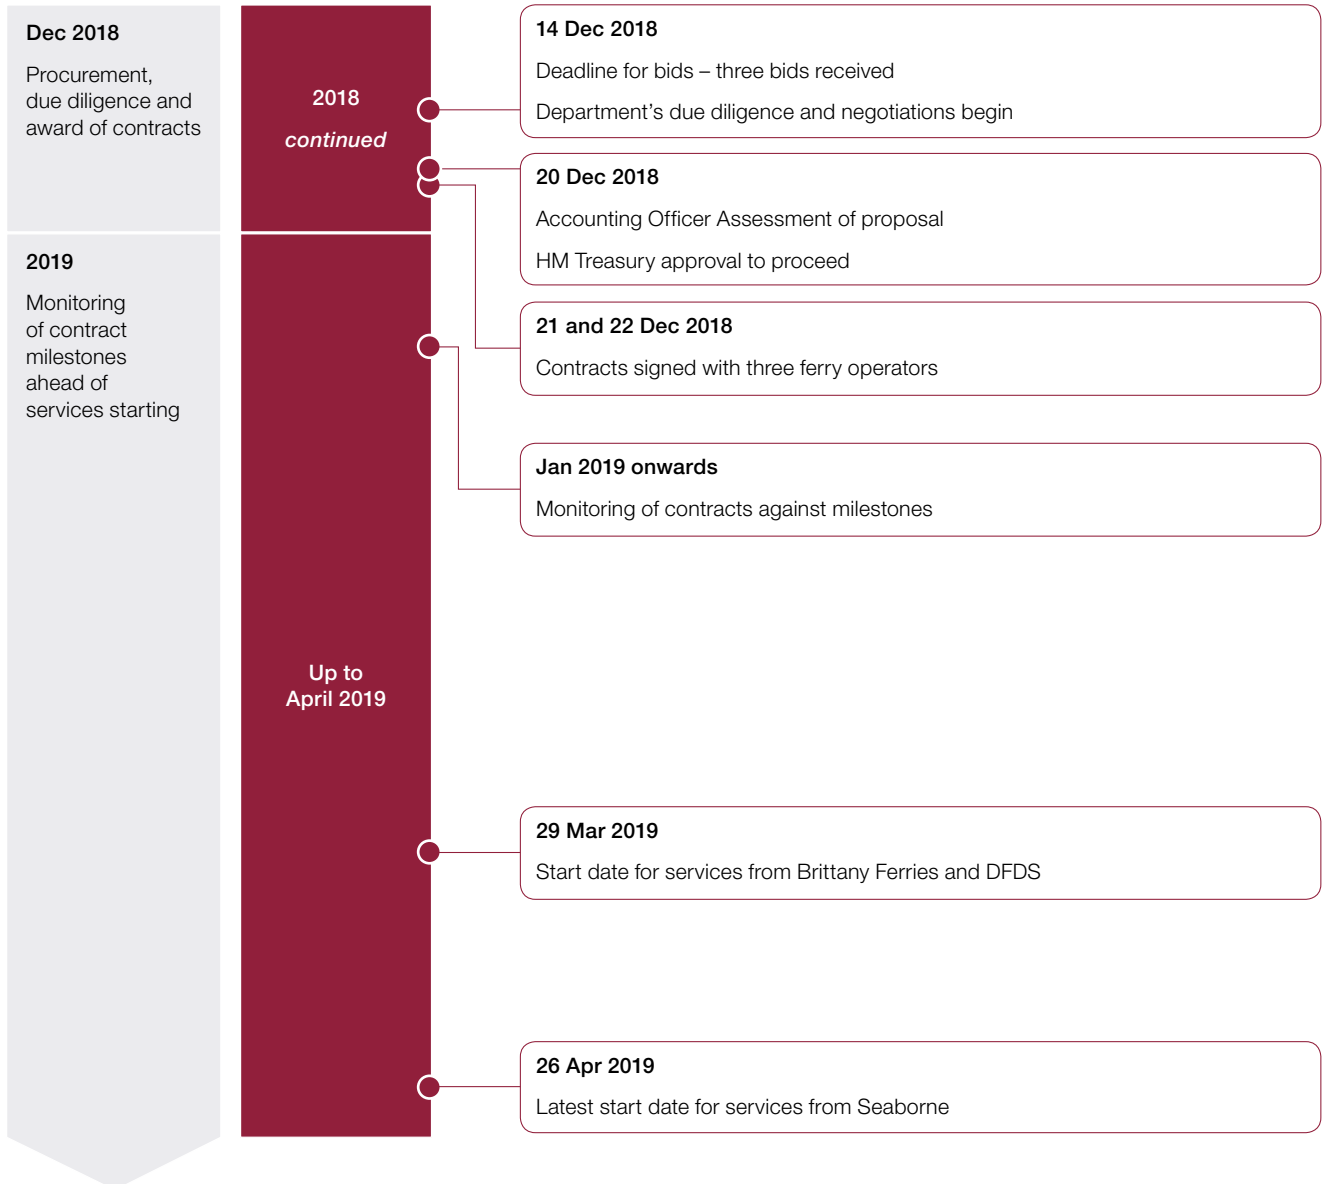 Dec 2018
Procurement,
due diligence and
award of contracts
2018
continued
14 Dec 2018
Deadline for bids – three bids received
Department’s due diligence and negotiations begin
20 Dec 2018
Accounting Officer Assessment of proposal
HM Treasury approval to proceed
21 and 22 Dec 2018
Contracts signed with three ferry operators
2019
Monitoring
of contract
milestones
ahead of
services starting
Up to
April 2019
Jan 2019 onwards
Monitoring of contracts against milestones
29 Mar 2019
Start date for services from Brittany Ferries and DFDS
26 Apr 2019
Latest start date for services from Seaborne